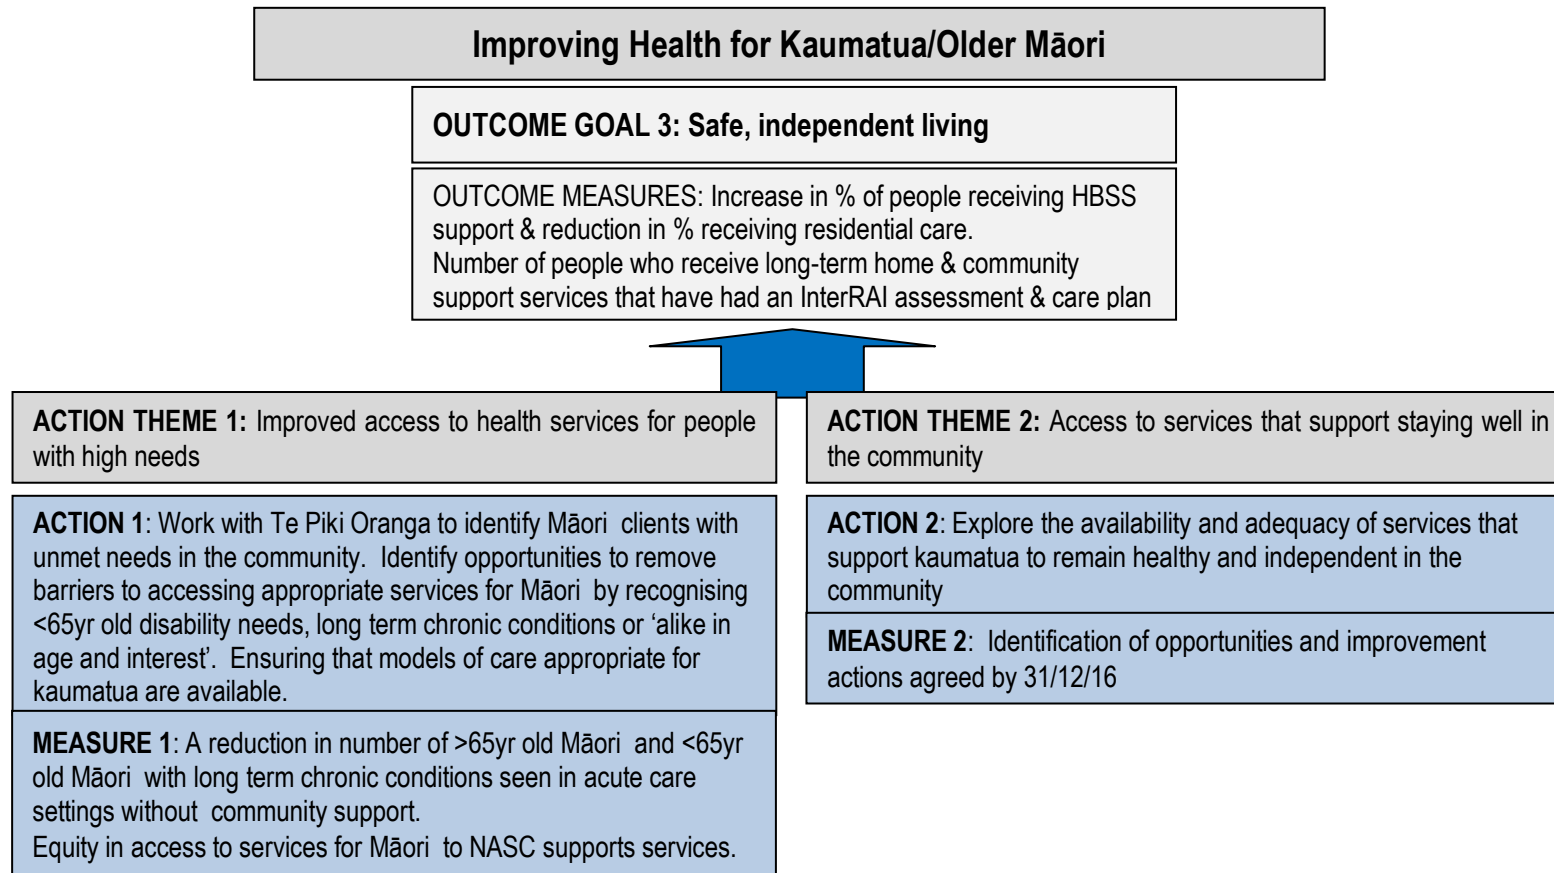 Improving Health for Kaumatua/Older Māori
OUTCOME GOAL 3: Safe, independent living
OUTCOME MEASURES: Increase in % of people receiving HBSS
support & reduction in % receiving residential care.
Number of people who receive long-term home & community
support services that have had an InterRAI assessment & care plan
ACTION THEME 1: Improved access to health services for people
with high needs
ACTION 1: Work with Te Piki Oranga to identify Māori clients with
unmet needs in the community. Identify opportunities to remove
barriers to accessing appropriate services for Māori by recognising
<65yr old disability needs, long term chronic conditions or ‘alike in
age and interest’. Ensuring that models of care appropriate for
kaumatua are available.
MEASURE 1: A reduction in number of >65yr old Māori and <65yr
old Māori with long term chronic conditions seen in acute care
settings without community support.
Equity in access to services for Māori to NASC supports services.
ACTION THEME 2: Access to services that support staying well in
the community
ACTION 2: Explore the availability and adequacy of services that
support kaumatua to remain healthy and independent in the
community
MEASURE 2: Identification of opportunities and improvement
actions agreed by 31/12/16